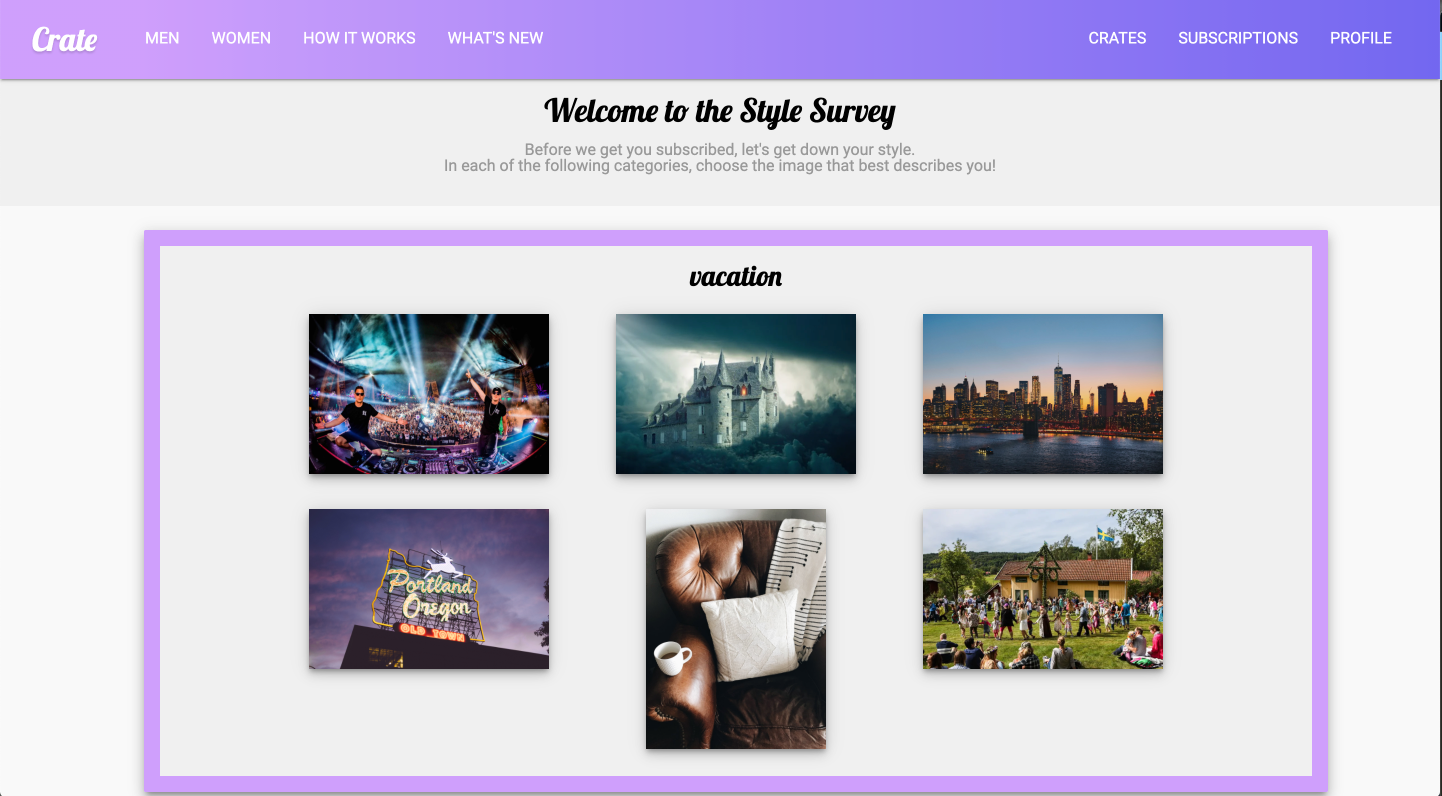 Crate MEN WOMEN HOW IT WORKS WHAT'S NEW CRATES SUBSCRIPTIONS PROFILE
Welcome to the Style Survey
Before we get you subscribed, let's get down your style.
In each of the following categories, choose the image that best describes you!
vacation
Portland
Oregon
OLD TOWN